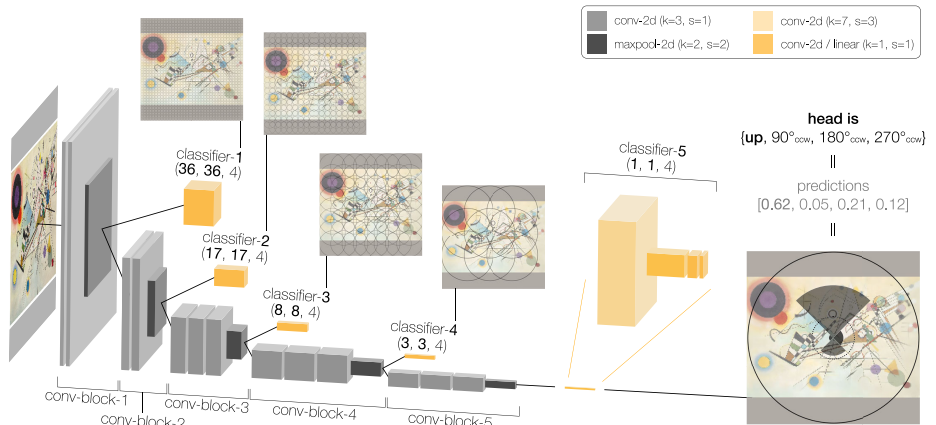 conv-2d (k=3, s=1)
maxpool-2d (k=2, s=2)
conv-2d (k=7, s=3)
conv-2d / linear (k=1, s=1)
classifier-1
(36, 36, 4)
classifier-2
(17, 17, 4)
classifier-3
(8, 8, 4)
classifier-4
(3, 3, 4)
classifier-5
(1, 1, 4)
head is
{up, 90°ccw, 180°ccw, 270°ccw}
predictions
[0.62, 0.05, 0.21, 0.12]
conv-block-1
conv-block-2
conv-block-3
conv-block-4
conv-block-5